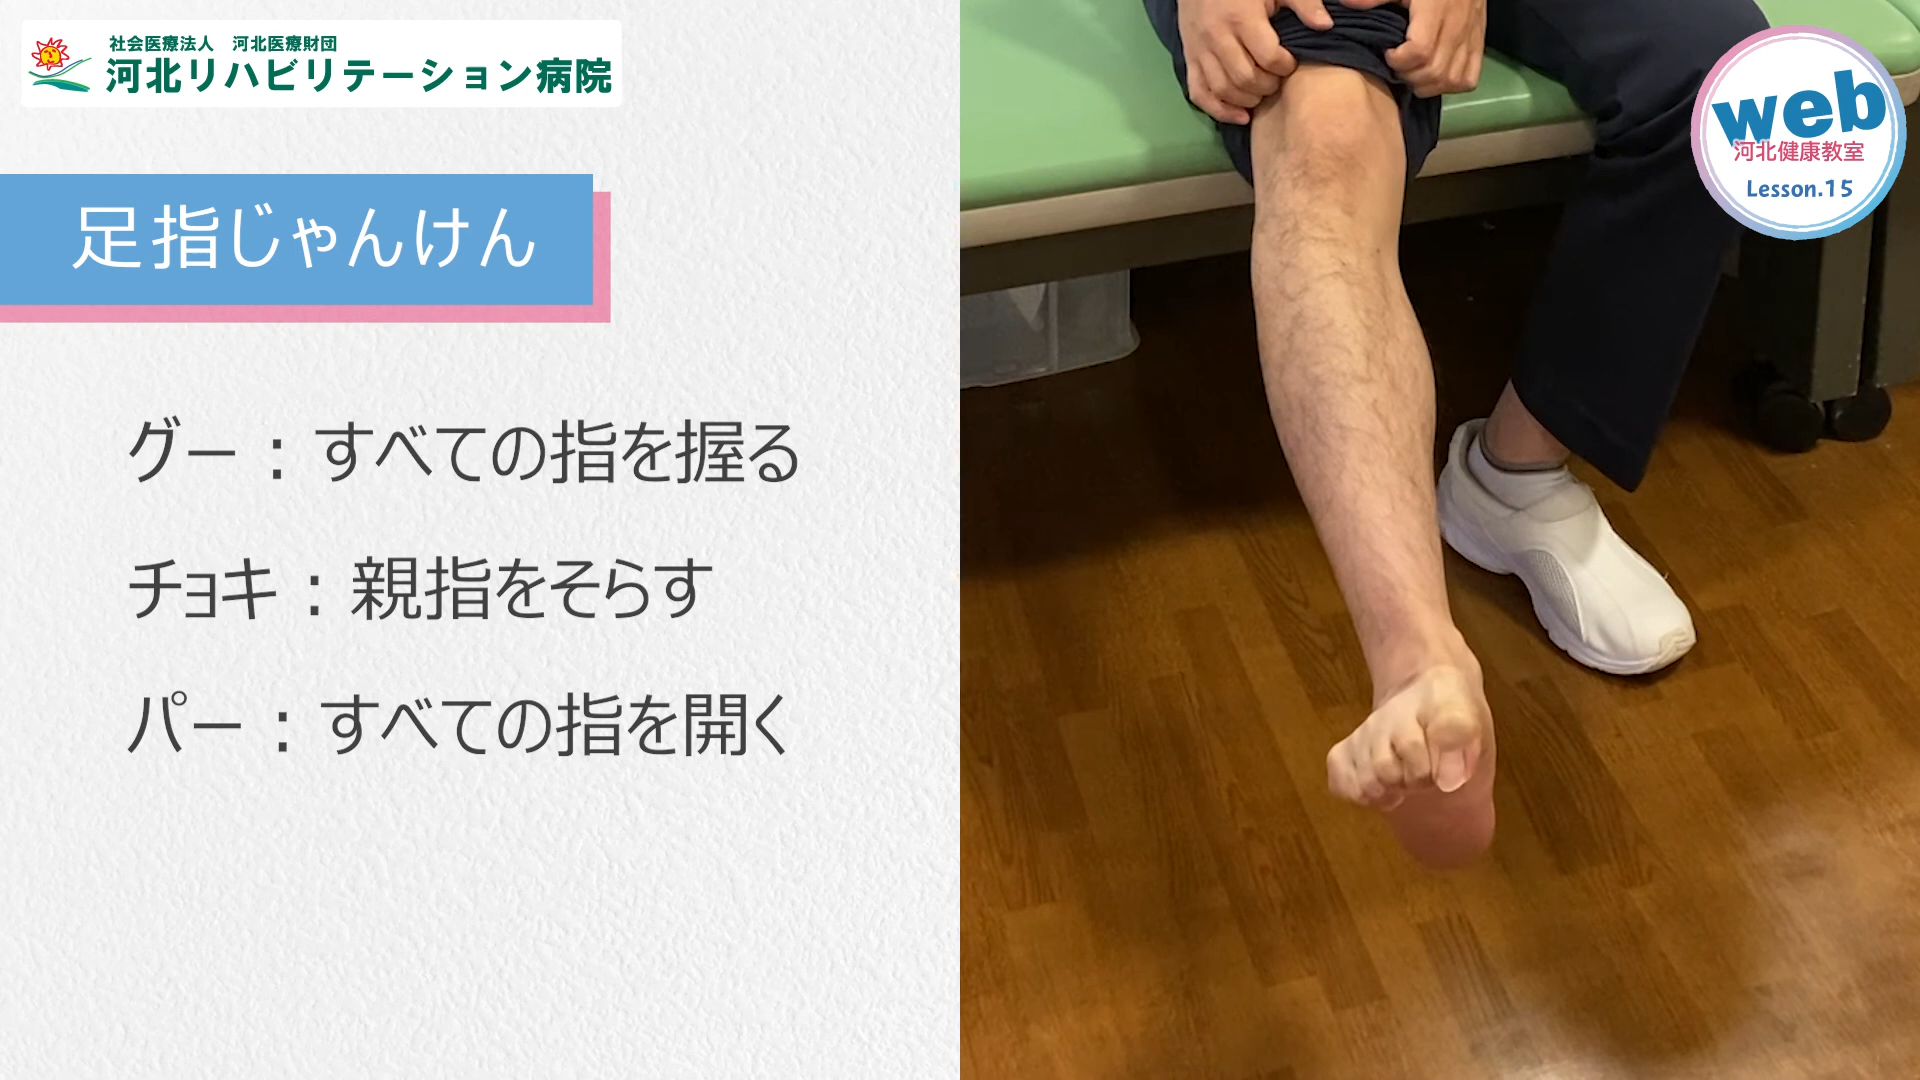 社会医療法人　河北医療財団
河北リハビリテーション病院
足指じゃんけん
グー：すべての指を握る
チョキ：親指をそらす
パー：すべての指を開く
web
河北健康教室
Lesson.15